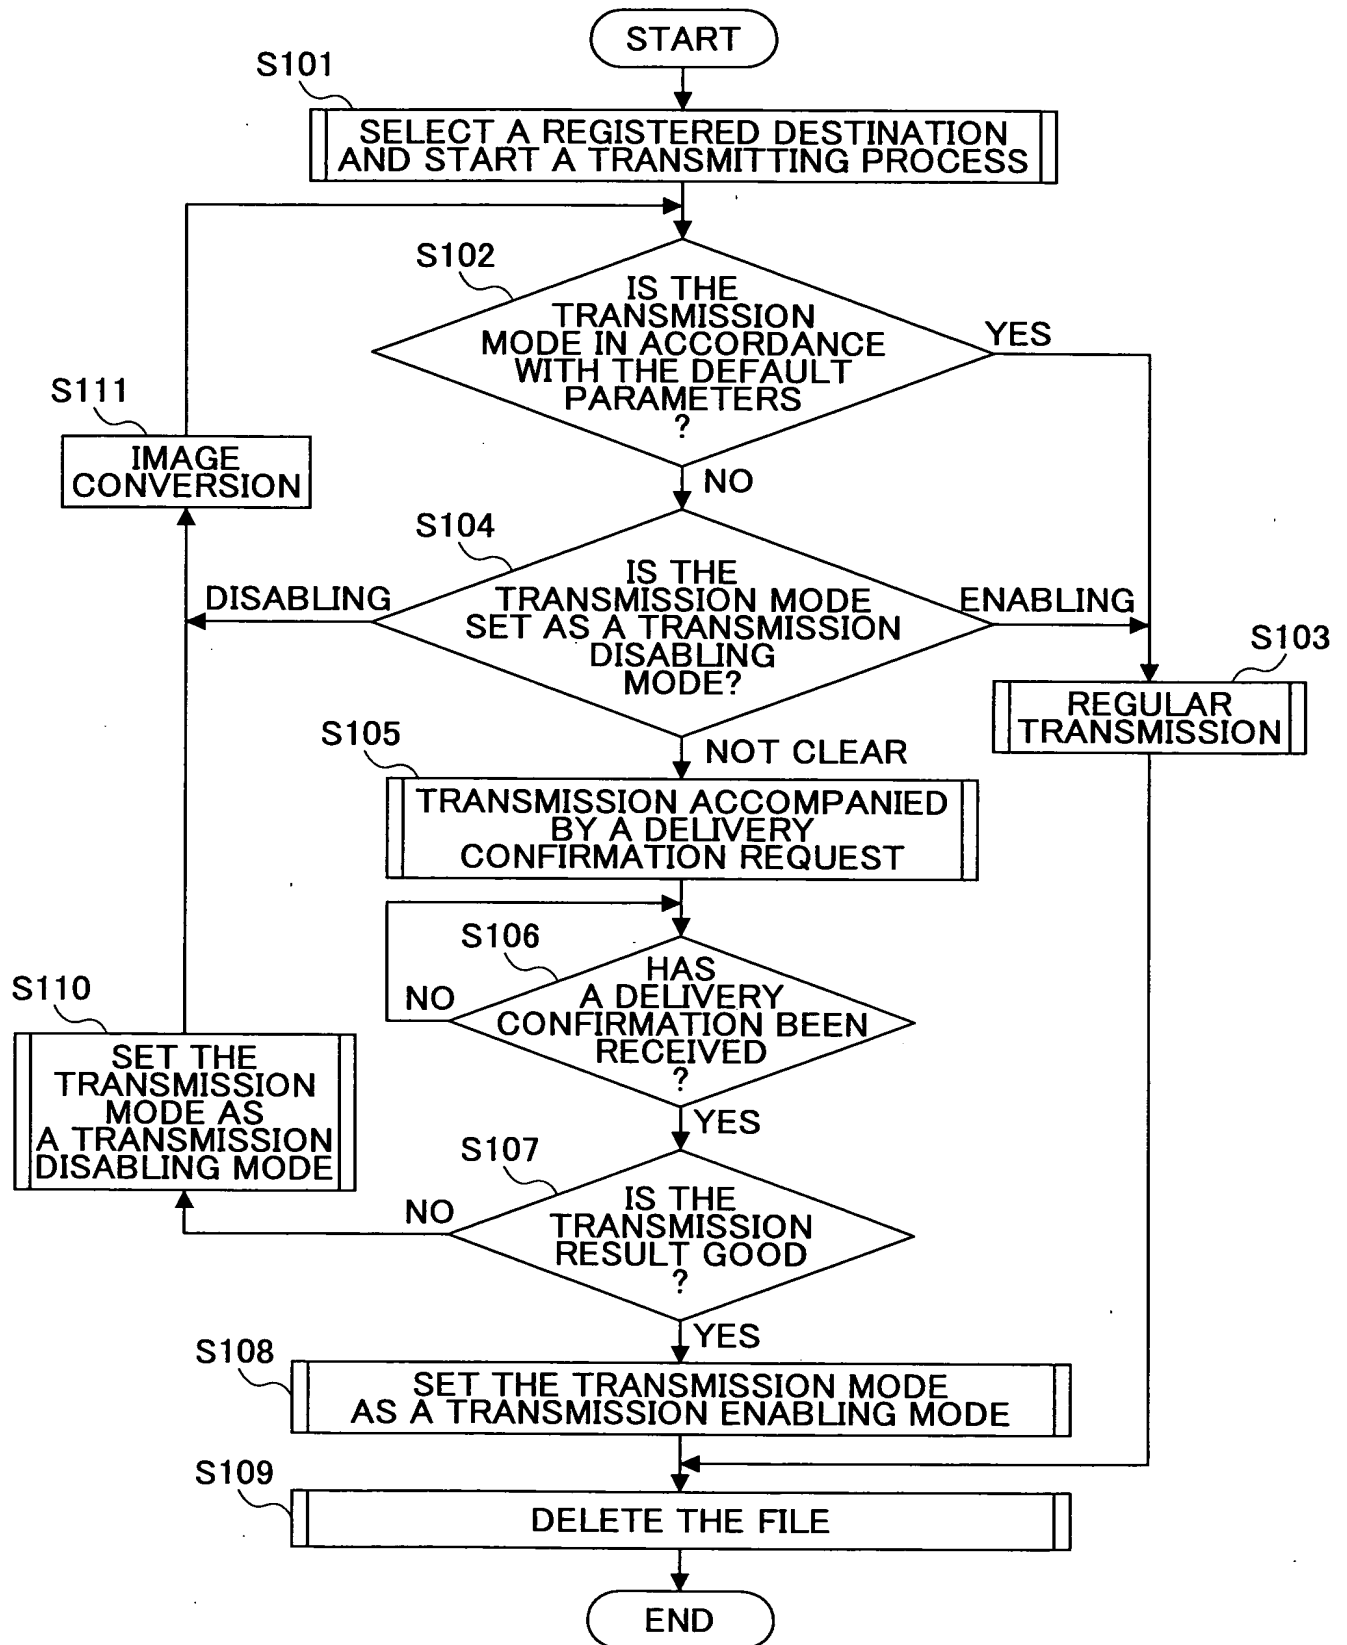 START
S101
SELECT A REGISTERED DESTINATION
AND START A TRANSMITTING PROCESS
S102
IS THE
TRANSMISSION
MODE IN ACCORDANCE
WITH THE DEFAULT
PARAMETERS
?
YES
NO
S111
IMAGE
CONVERSION
S104
IS THE
TRANSMISSION MODE
SET AS A TRANSMISSION
DISABLING
MODE?
DISABLING
ENABLING
NOT CLEAR
S103
REGULAR
TRANSMISSION
S105
TRANSMISSION ACCOMPANIED
BY A DELIVERY
CONFIRMATION REQUEST
S106
HAS
A DELIVERY
CONFIRMATION BEEN
RECEIVED
?
NO
YES
S110
SET THE
TRANSMISSION
MODE AS
A TRANSMISSION
DISABLING MODE
S107
IS THE
TRANSMISSION
RESULT GOOD
?
NO
YES
S108
SET THE TRANSMISSION MODE
AS A TRANSMISSION ENABLING MODE
S109
DELETE THE FILE
END